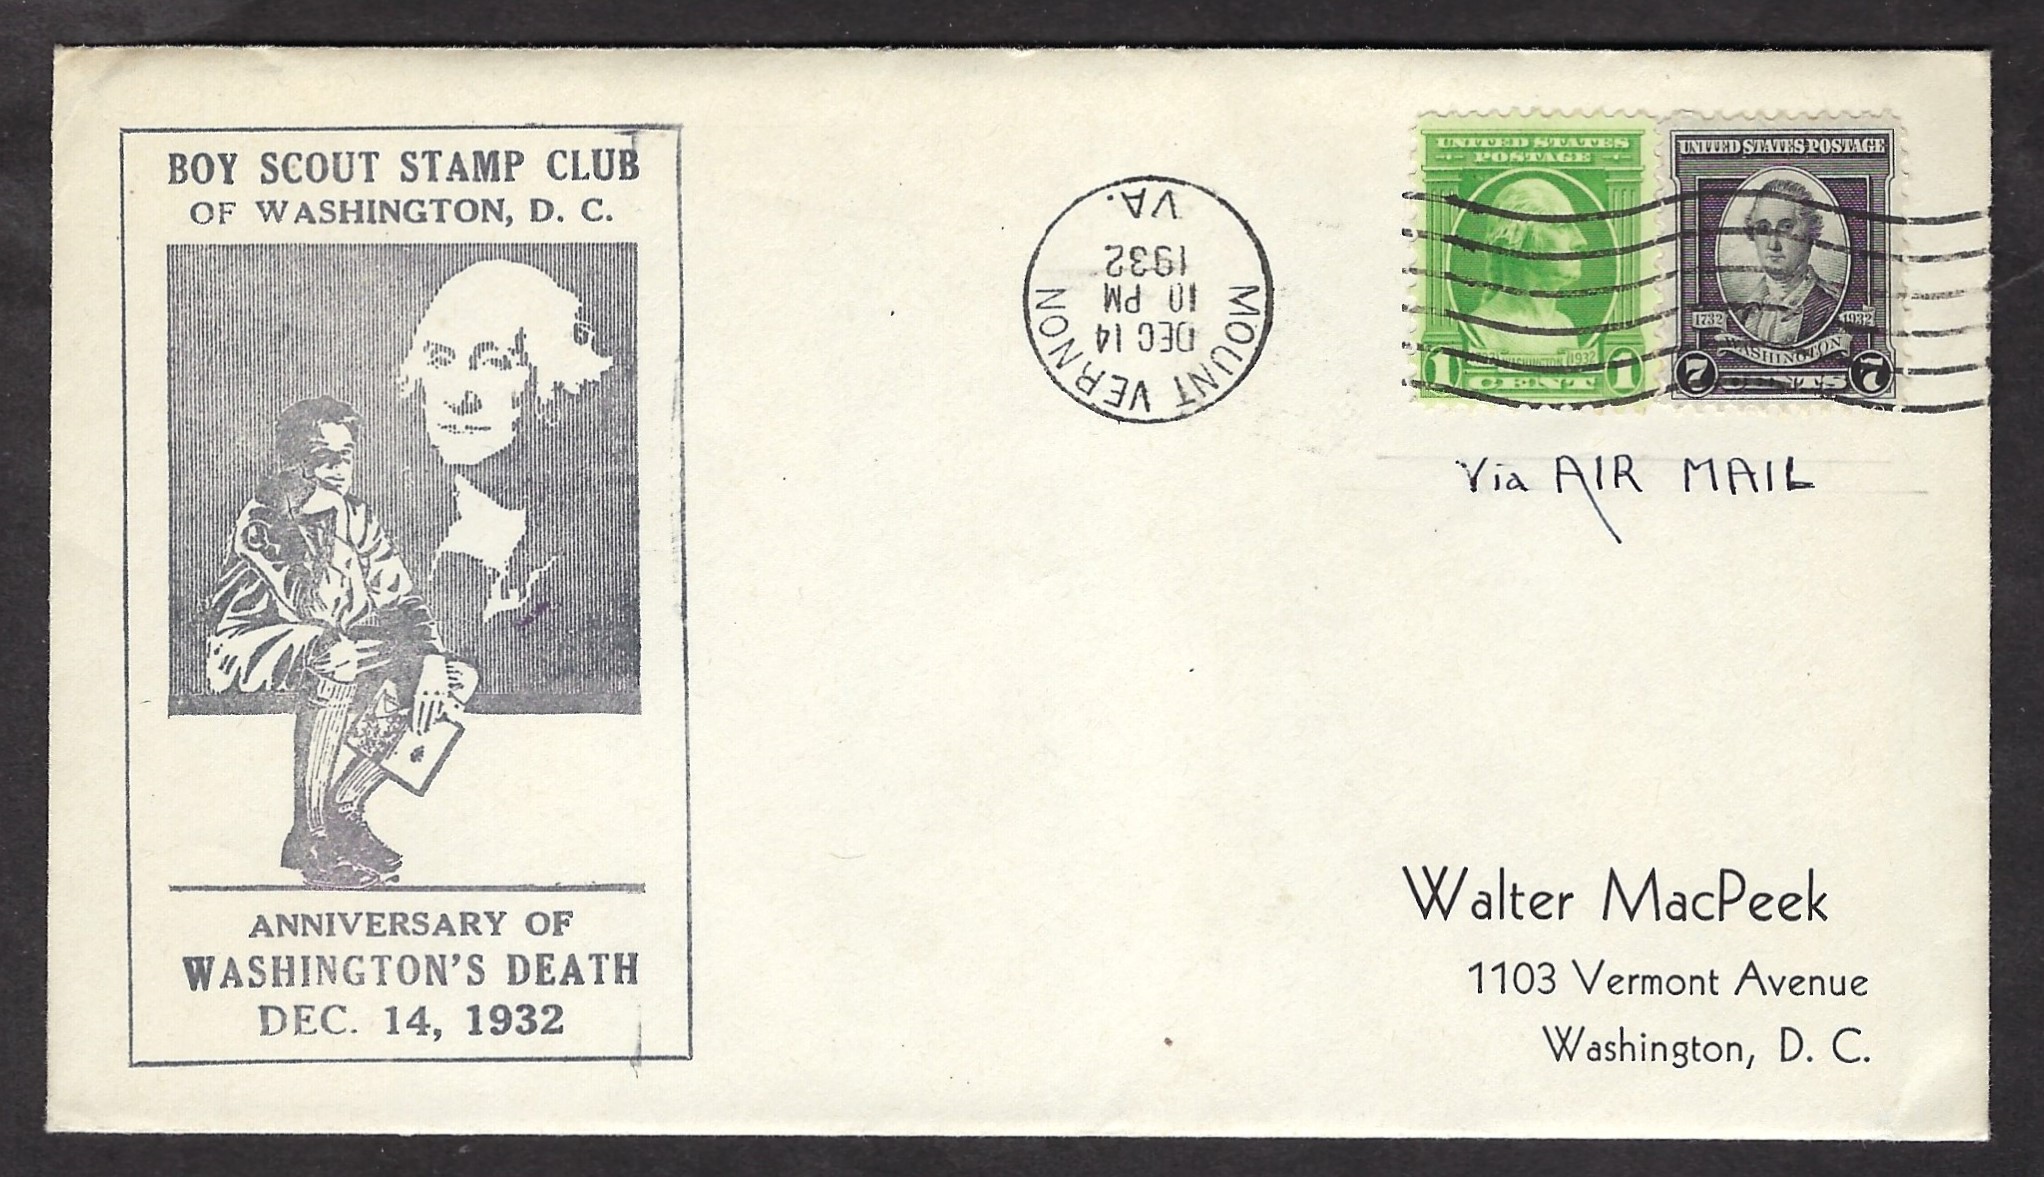 BOY SCOUT STAMP CLUB
OF WASHINGTON, D. C.
ANNIVERSARY OF
WASHINGTON'S DEATH
DEC. 14, 1932
MOUNT VERNON
DEC 14
10 PM
1932
VA.
UNITED STATES
POSTAGE
WASHINGTON 1932
1 CENT 1
UNITED STATES POSTAGE
1732 1932
WASHINGTON
7 CENTS 7
Via AIR MAIL
Walter MacPeek
1103 Vermont Avenue
Washington, D. C.